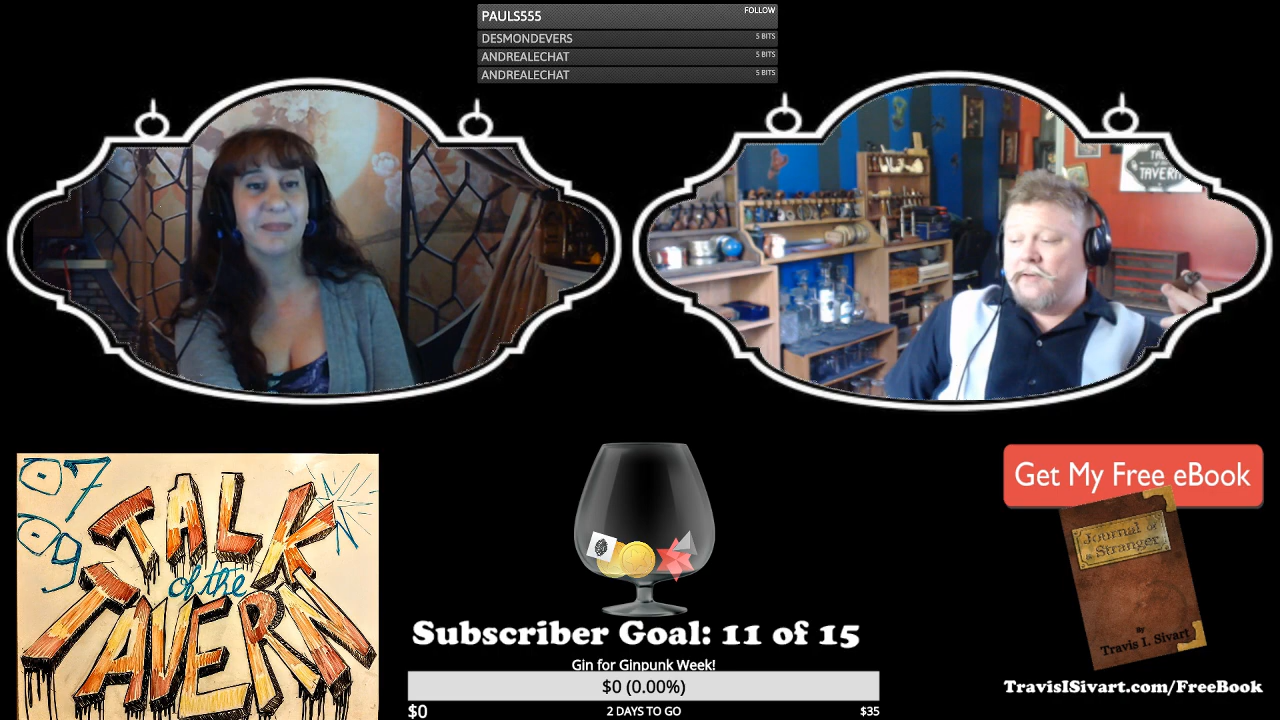 PAULS555 FOLLOW
DESMONDEVERS 5 BITS
ANDREALECHAT 5 BITS
ANDREALECHAT 5 BITS
TAVERN
07
09
TALK
of the
TAVERN
Get My Free eBook
Journal of a
Stranger
By
Travis I. Sivart
TravisISivart.com/FreeBook
Subscriber Goal: 11 of 15
Gin for Ginpunk Week!
$0 (0.00%)
$0 2 DAYS TO GO $35